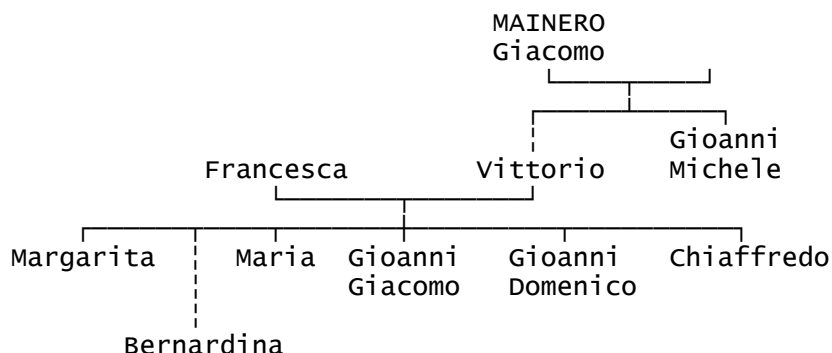 MAINERO
Giacomo
Gioanni
Francesca Vittorio Michele
Margarita Maria Gioanni Gioanni Chiaffredo
Giacomo Domenico
Bernardina